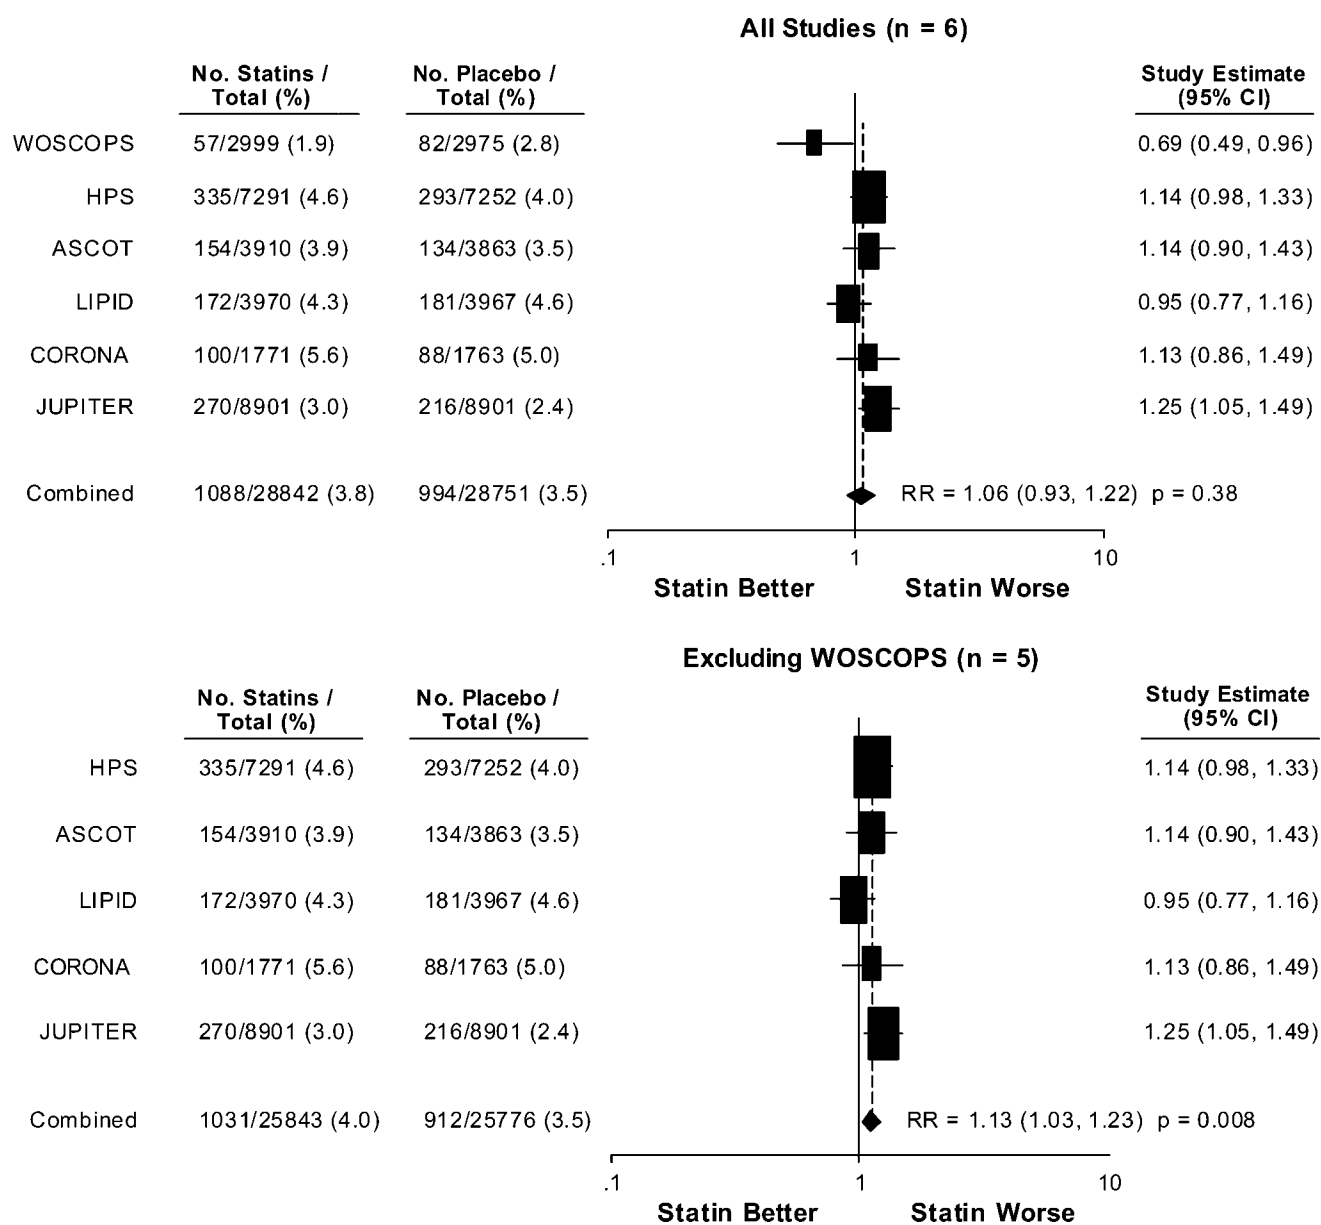 All Studies (n = 6)
No. Statins / No. Placebo / Study Estimate
Total (%) Total (%) (95% CI)
WOSCOPS 57/2999 (1.9) 82/2975 (2.8) 0.69 (0.49, 0.96)
HPS 335/7291 (4.6) 293/7252 (4.0) 1.14 (0.98, 1.33)
ASCOT 154/3910 (3.9) 134/3863 (3.5) 1.14 (0.90, 1.43)
LIPID 172/3970 (4.3) 181/3967 (4.6) 0.95 (0.77, 1.16)
CORONA 100/1771 (5.6) 88/1763 (5.0) 1.13 (0.86, 1.49)
JUPITER 270/8901 (3.0) 216/8901 (2.4) 1.25 (1.05, 1.49)
Combined 1088/28842 (3.8) 994/28751 (3.5) RR = 1.06 (0.93, 1.22) p = 0.38
.1 1 10
Statin Better Statin Worse
Excluding WOSCOPS (n = 5)
No. Statins / No. Placebo / Study Estimate
Total (%) Total (%) (95% CI)
HPS 335/7291 (4.6) 293/7252 (4.0) 1.14 (0.98, 1.33)
ASCOT 154/3910 (3.9) 134/3863 (3.5) 1.14 (0.90, 1.43)
LIPID 172/3970 (4.3) 181/3967 (4.6) 0.95 (0.77, 1.16)
CORONA 100/1771 (5.6) 88/1763 (5.0) 1.13 (0.86, 1.49)
JUPITER 270/8901 (3.0) 216/8901 (2.4) 1.25 (1.05, 1.49)
Combined 1031/25843 (4.0) 912/25776 (3.5) RR = 1.13 (1.03, 1.23) p = 0.008
.1 1 10
Statin Better Statin Worse